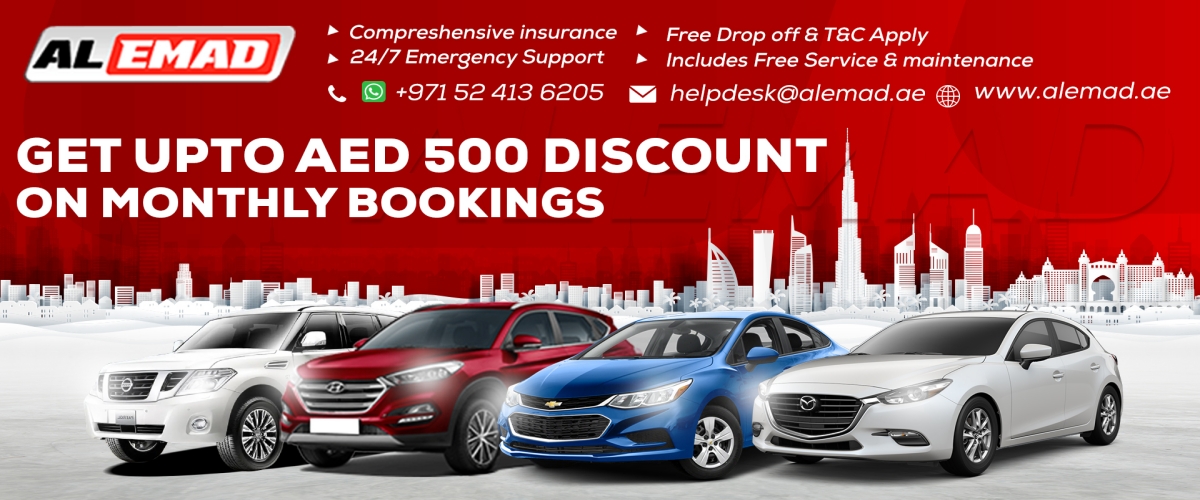 AL EMAD
Compreshensive insurance
24/7 Emergency Support
Free Drop off & T&C Apply
Includes Free Service & maintenance
+971 52 413 6205
helpdesk@alemad.ae
www.alemad.ae
GET UPTO AED 500 DISCOUNT
ON MONTHLY BOOKINGS